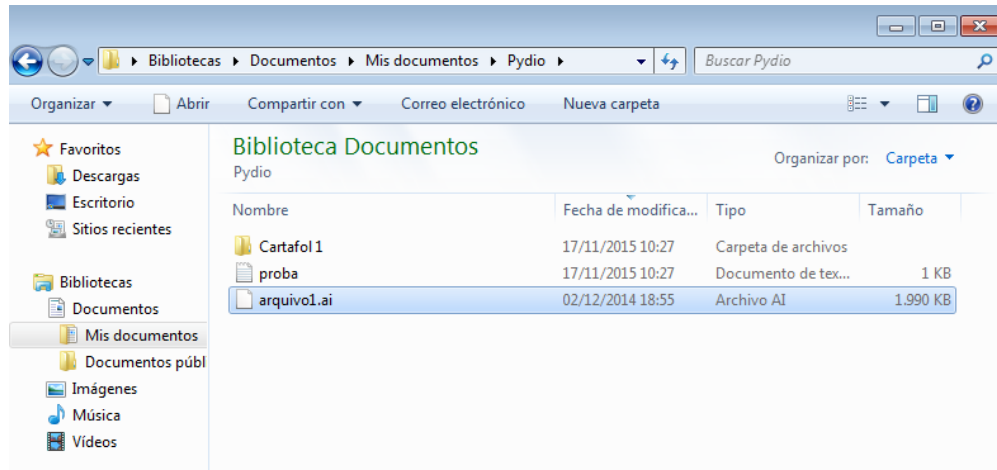 Bibliotecas Documentos Mis documentos Pydio Buscar Pydio
Organizar Abrir Compartir con Correo electrónico Nueva carpeta
Favoritos
Descargas
Escritorio
Sitios recientes
Bibliotecas
Documentos
Mis documentos
Documentos públ
Imágenes
Música
Vídeos
Biblioteca Documentos
Pydio
Organizar por: Carpeta
Nombre Fecha de modifica... Tipo Tamaño
Cartafol 1 17/11/2015 10:27 Carpeta de archivos
proba 17/11/2015 10:27 Documento de tex... 1 KB
arquivo1.ai 02/12/2014 18:55 Archivo AI 1.990 KB